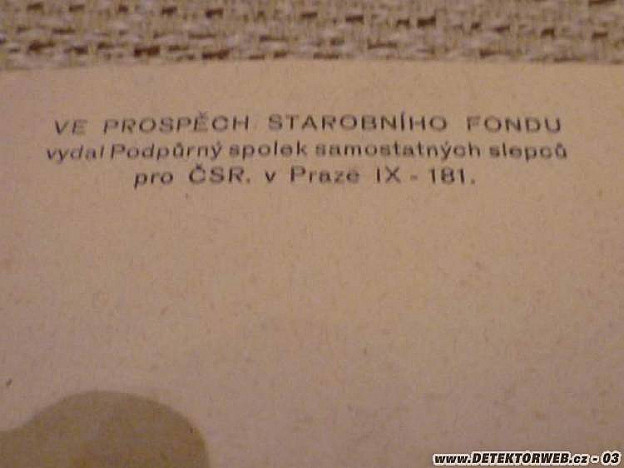 VE PROSPĚCH STAROBNÍHO FONDU
vydal Podpůrný spolek samostatných slepců
pro ČSR. v Praze IX - 181.
www.DETEKTORWEB.cz - 03